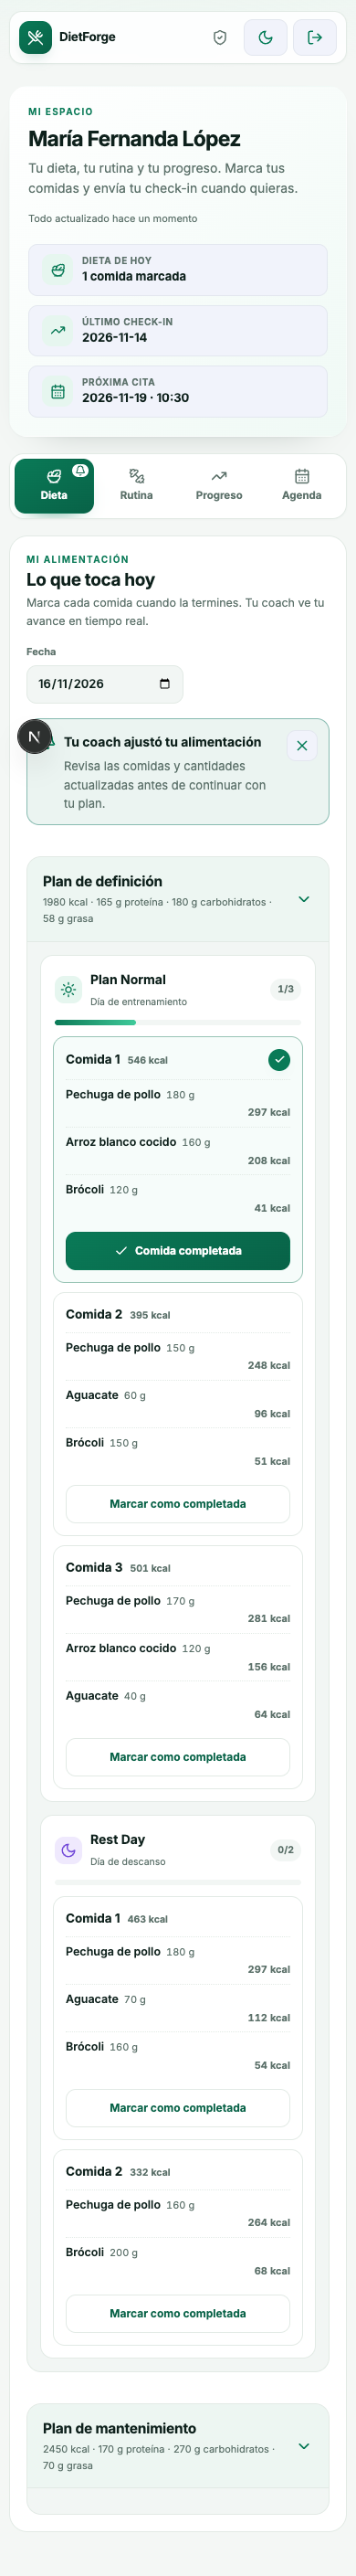 DietForge
MI ESPACIO
María Fernanda López
Tu dieta, tu rutina y tu progreso. Marca tus
comidas y envía tu check-in cuando quieras.
Todo actualizado hace un momento
DIETA DE HOY
1 comida marcada
ÚLTIMO CHECK-IN
2026-11-14
PRÓXIMA CITA
2026-11-19 · 10:30
Dieta
Rutina
Progreso
Agenda
MI ALIMENTACIÓN
Lo que toca hoy
Marca cada comida cuando la termines. Tu coach ve tu
avance en tiempo real.
Fecha
16/11/2026
N
Tu coach ajustó tu alimentación
Revisa las comidas y cantidades
actualizadas antes de continuar con
tu plan.
Plan de definición
1980 kcal · 165 g proteína · 180 g carbohidratos ·
58 g grasa
Plan Normal
Día de entrenamiento
1/3
Comida 1 546 kcal
Pechuga de pollo 180 g
297 kcal
Arroz blanco cocido 160 g
208 kcal
Brócoli 120 g
41 kcal
Comida completada
Comida 2 395 kcal
Pechuga de pollo 150 g
248 kcal
Aguacate 60 g
96 kcal
Brócoli 150 g
51 kcal
Marcar como completada
Comida 3 501 kcal
Pechuga de pollo 170 g
281 kcal
Arroz blanco cocido 120 g
156 kcal
Aguacate 40 g
64 kcal
Marcar como completada
Rest Day
Día de descanso
0/2
Comida 1 463 kcal
Pechuga de pollo 180 g
297 kcal
Aguacate 70 g
112 kcal
Brócoli 160 g
54 kcal
Marcar como completada
Comida 2 332 kcal
Pechuga de pollo 160 g
264 kcal
Brócoli 200 g
68 kcal
Marcar como completada
Plan de mantenimiento
2450 kcal · 170 g proteína · 270 g carbohidratos ·
70 g grasa